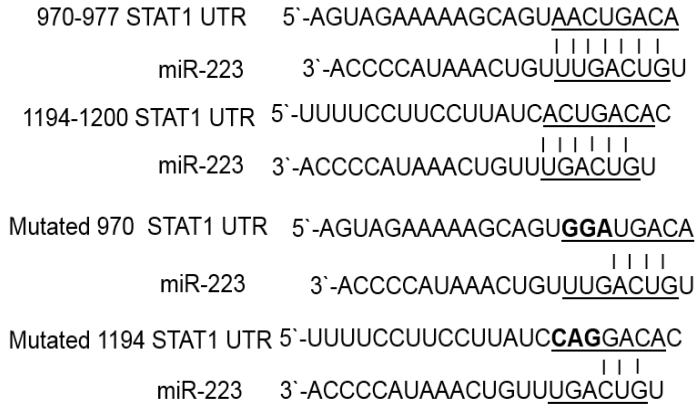 970-977 STAT1 UTR 5`-AGUAGAAAAAGCAGUAACUGACA
miR-223 3`-ACCCCAUAAACUGUUUGACUGU
1194-1200 STAT1 UTR 5`-UUUUCCUUCCUUAUCACUGACAC
miR-223 3`-ACCCCAUAAACUGUUUGACUGU
Mutated 970 STAT1 UTR 5`-AGUAGAAAAAGCAGUGGAUGACA
miR-223 3`-ACCCCAUAAACUGUUUGACUGU
Mutated 1194 STAT1 UTR 5`-UUUUCCUUCCUUAUCCAGGACAC
miR-223 3`-ACCCCAUAAACUGUUUGACUGU